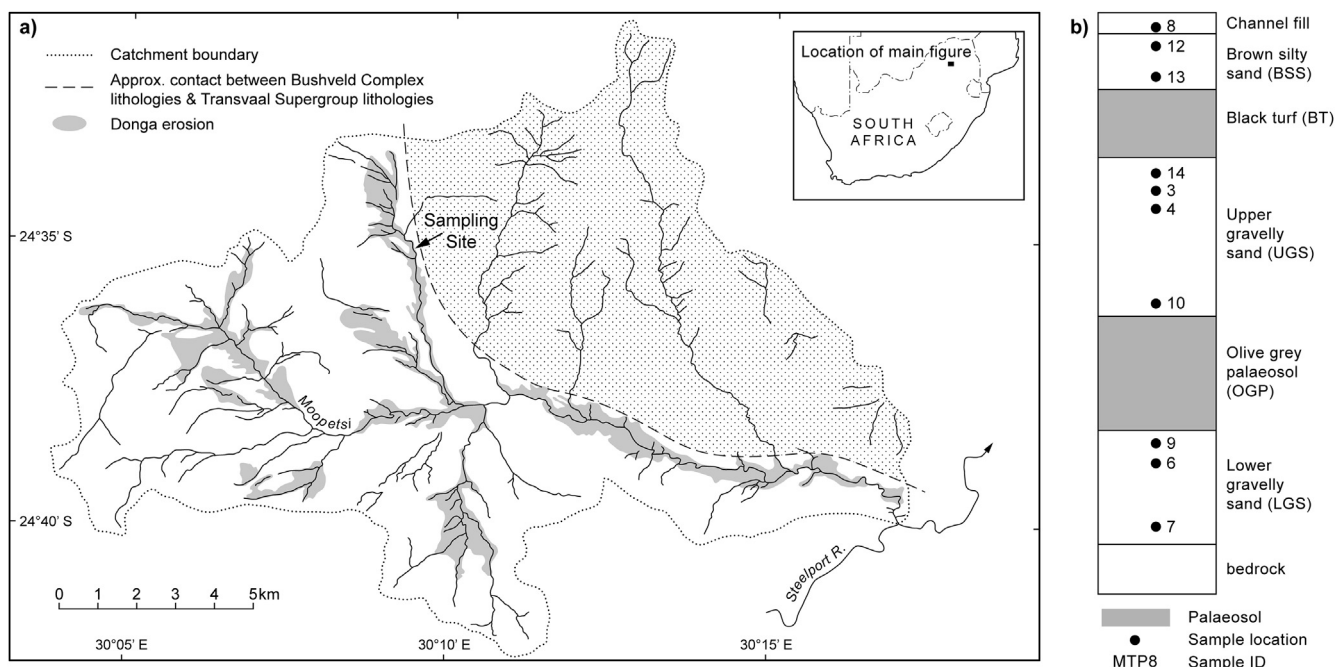 a)
Catchment boundary
Approx. contact between Bushveld Complex
lithologies & Transvaal Supergroup lithologies
Donga erosion
Location of main figure
SOUTH
AFRICA
Sampling
Site
Moopetsi
Steelport R.
24°35' S
24°40' S
0 1 2 3 4 5km
30°05' E
30°10' E
30°15' E
b)
8
Channel fill
12
Brown silty
sand (BSS)
13
Black turf (BT)
14
3
4
Upper
gravelly
sand (UGS)
10
Olive grey
palaeosol
(OGP)
9
6
Lower
gravelly
sand (LGS)
7
bedrock
Palaeosol
Sample location
MTP8 Sample ID